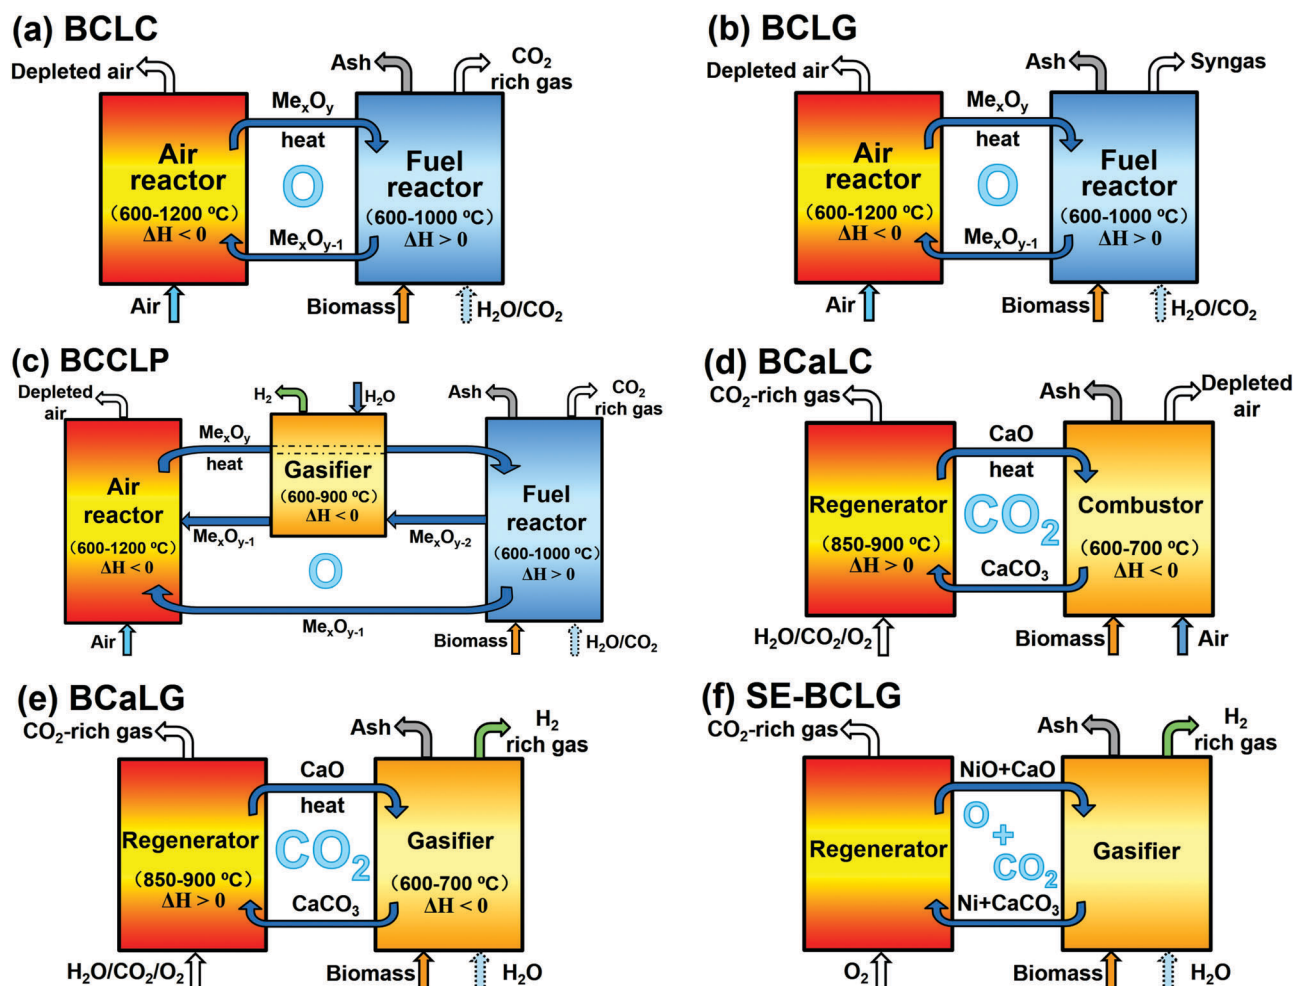 (a) BCLC
Depleted air
Ash
CO₂
rich gas
MeₓOᵧ
heat
Air
reactor
(600-1200 ºC)
ΔH < 0
O
Fuel
reactor
(600-1000 ºC)
ΔH > 0
MeₓOᵧ₋₁
Air
Biomass
H₂O/CO₂
(b) BCLG
Depleted air
Ash
Syngas
MeₓOᵧ
heat
Air
reactor
(600-1200 ºC)
ΔH < 0
O
Fuel
reactor
(600-1000 ºC)
ΔH > 0
MeₓOᵧ₋₁
Air
Biomass
H₂O/CO₂
(c) BCCLP
Depleted
air
H₂
H₂O
Ash
CO₂
rich gas
MeₓOᵧ
heat
Gasifier
(600-900 ºC)
ΔH < 0
Air
reactor
(600-1200 ºC)
ΔH < 0
Fuel
reactor
(600-1000 ºC)
ΔH > 0
MeₓOᵧ₋₁
MeₓOᵧ₋₂
O
MeₓOᵧ₋₁
Air
Biomass
H₂O/CO₂
(d) BCaLC
CO₂-rich gas
Ash
Depleted
air
CaO
heat
Regenerator
(850-900 ºC)
ΔH > 0
CO₂
Combustor
(600-700 ºC)
ΔH < 0
CaCO₃
H₂O/CO₂/O₂
Biomass
Air
(e) BCaLG
CO₂-rich gas
Ash
H₂
rich gas
CaO
heat
Regenerator
(850-900 ºC)
ΔH > 0
CO₂
Gasifier
(600-700 ºC)
ΔH < 0
CaCO₃
H₂O/CO₂/O₂
Biomass
H₂O
(f) SE-BCLG
CO₂-rich gas
Ash
H₂
rich gas
NiO+CaO
Regenerator
O
+
CO₂
Gasifier
Ni+CaCO₃
O₂
Biomass
H₂O